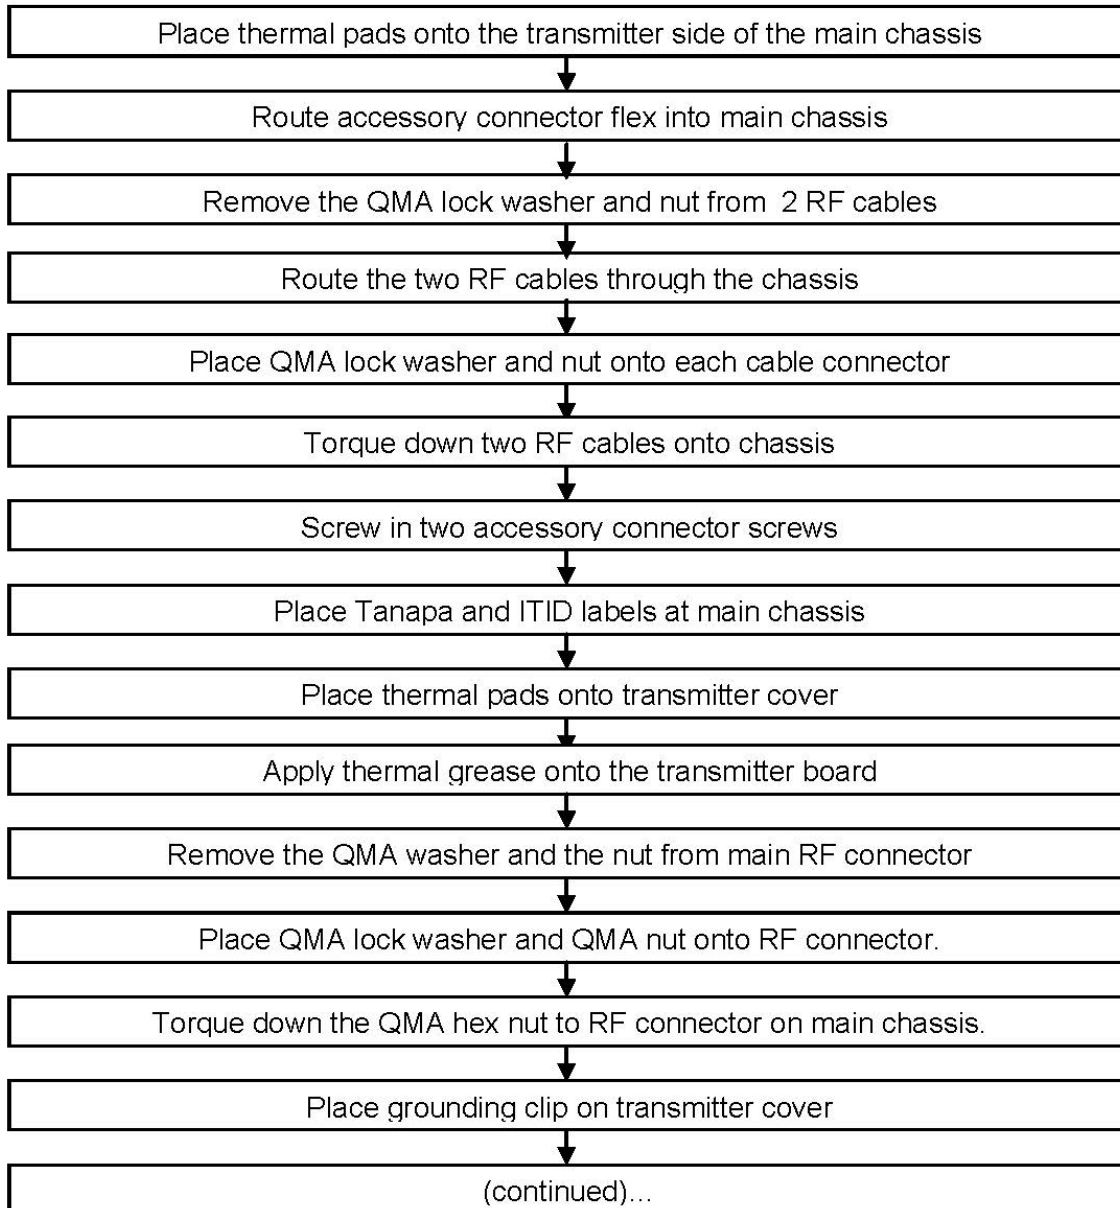 Place thermal pads onto the transmitter side of the main chassis
Route accessory connector flex into main chassis
Remove the QMA lock washer and nut from 2 RF cables
Route the two RF cables through the chassis
Place QMA lock washer and nut onto each cable connector
Torque down two RF cables onto chassis
Screw in two accessory connector screws
Place Tanapa and ITID labels at main chassis
Place thermal pads onto transmitter cover
Apply thermal grease onto the transmitter board
Remove the QMA washer and the nut from main RF connector
Place QMA lock washer and QMA nut onto RF connector.
Torque down the QMA hex nut to RF connector on main chassis.
Place grounding clip on transmitter cover
(continued)...